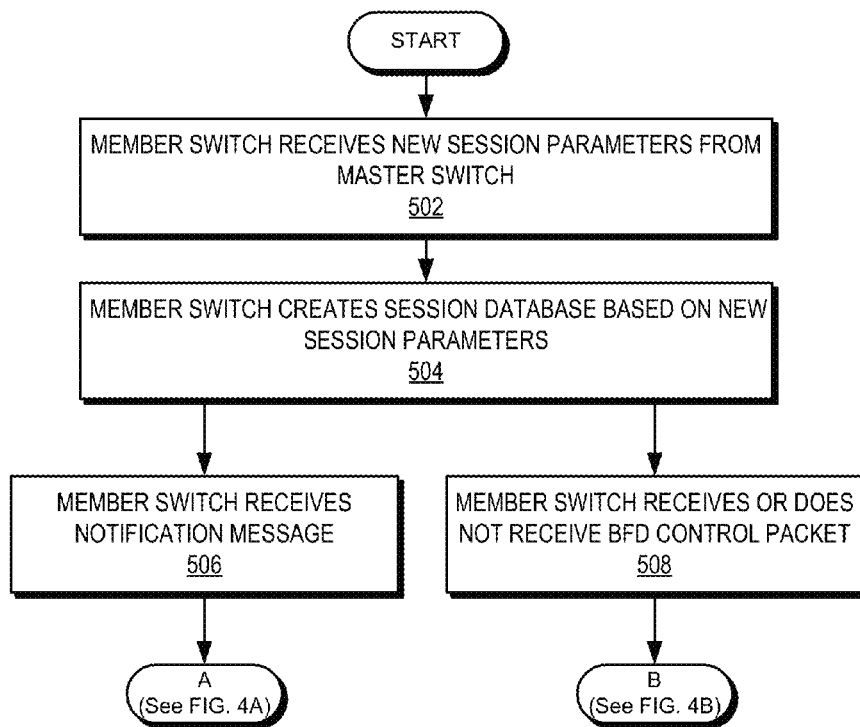 START
MEMBER SWITCH RECEIVES NEW SESSION PARAMETERS FROM
MASTER SWITCH
502
MEMBER SWITCH CREATES SESSION DATABASE BASED ON NEW
SESSION PARAMETERS
504
MEMBER SWITCH RECEIVES
NOTIFICATION MESSAGE
506
MEMBER SWITCH RECEIVES OR DOES
NOT RECEIVE BFD CONTROL PACKET
508
A
(See FIG. 4A)
B
(See FIG. 4B)